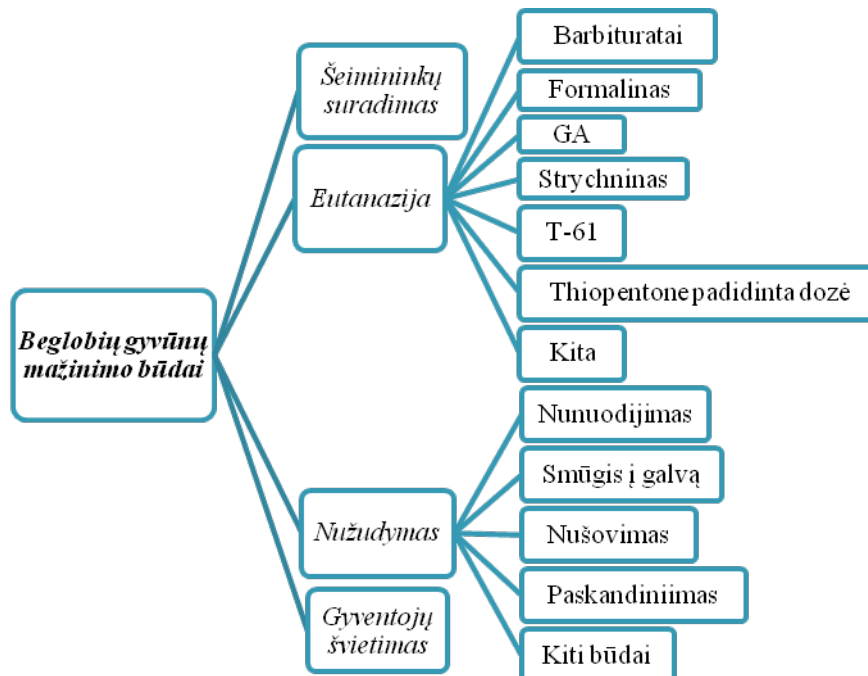 Beglobių gyvūnų
mažinimo būdai
Šeimininkų
suradimas
Eutanazija
Barbituratai
Formalinas
GA
Strychninas
T-61
Thiopentone padidinta dozė
Kita
Nužudymas
Nunuodijimas
Smūgis į galvą
Nušovimas
Paskandiniimas
Kiti būdai
Gyventojų
švietimas